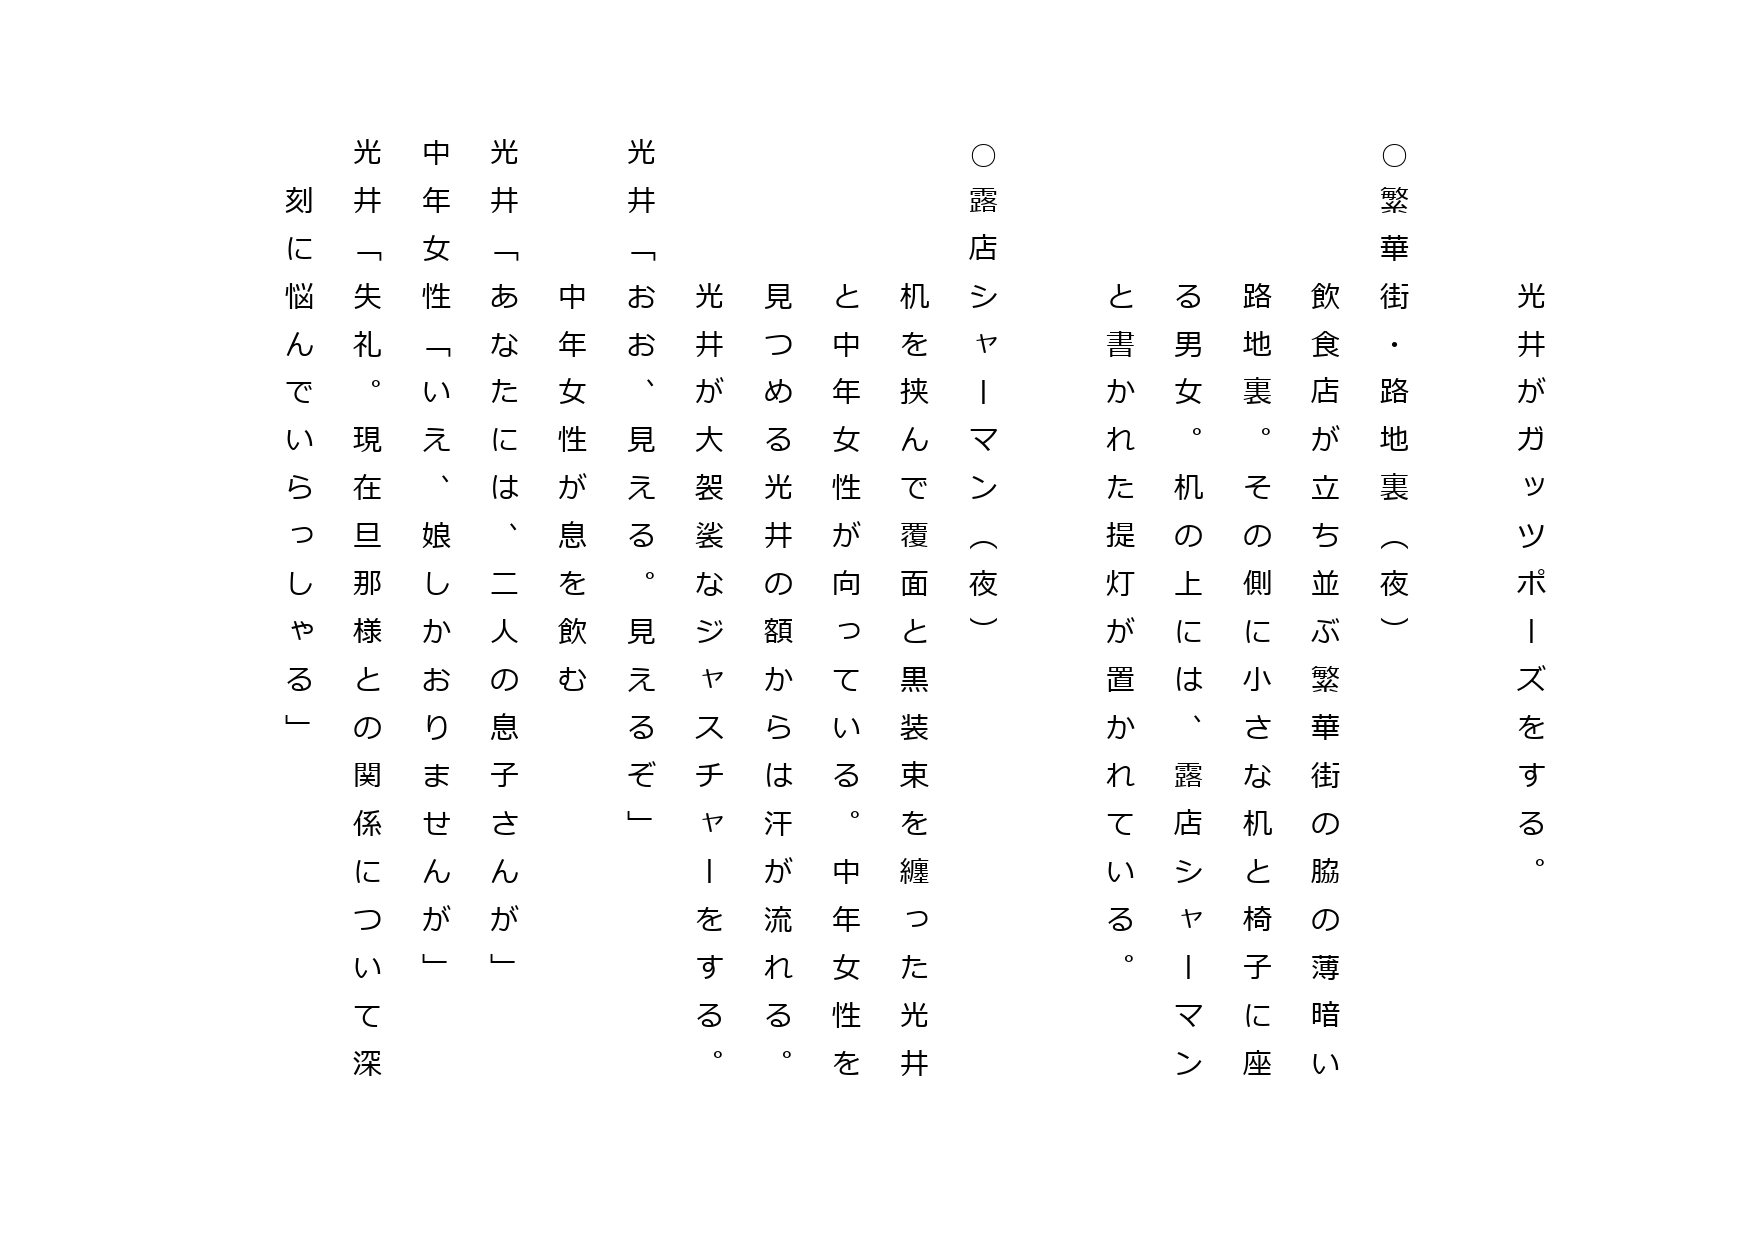 光井がガッツポーズをする。
○繁華街・路地裏（夜）
飲食店が立ち並ぶ繁華街の脇の薄暗い
路地裏。その側に小さな机と椅子に座
る男女。机の上には、露店シャーマン
と書かれた提灯が置かれている。
○露店シャーマン（夜）
机を挟んで覆面と黒装束を纏った光井
と中年女性が向っている。中年女性を
見つめる光井の額からは汗が流れる。
光井が大袈裟なジャスチャーをする。
光井「おお、見える。見えるぞ」
中年女性が息を飲む
光井「あなたには、二人の息子さんが」
中年女性「いえ、娘しかおりませんが」
光井「失礼。現在旦那様との関係について深
刻に悩んでいらっしゃる」